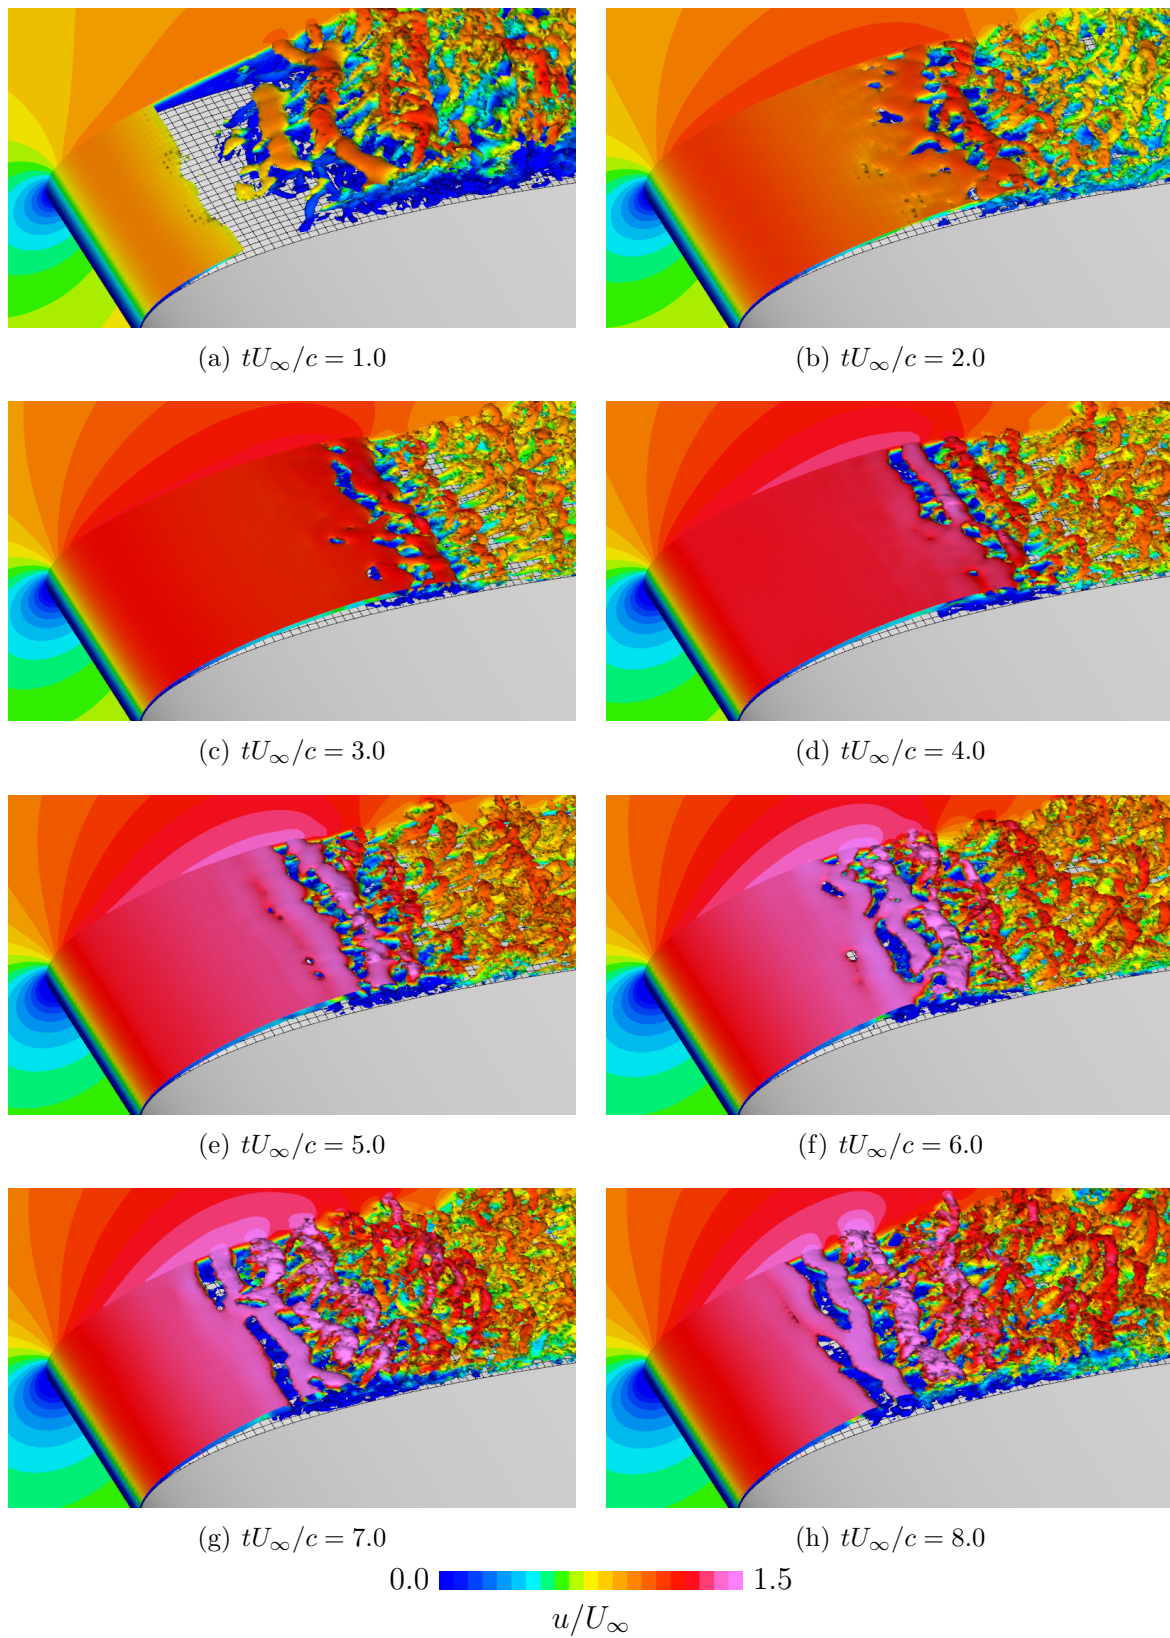 (a) tU∞/c = 1.0
(b) tU∞/c = 2.0
(c) tU∞/c = 3.0
(d) tU∞/c = 4.0
(e) tU∞/c = 5.0
(f) tU∞/c = 6.0
(g) tU∞/c = 7.0
(h) tU∞/c = 8.0
0.0 1.5
u/U∞